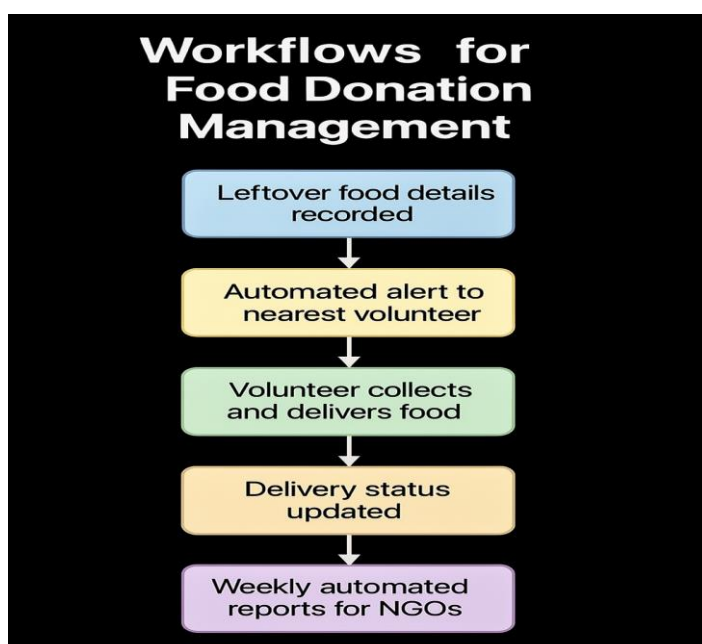 Workflows for
Food Donation
Management
Leftover food details
recorded
Automated alert to
nearest volunteer
Volunteer collects
and delivers food
Delivery status
updated
Weekly automated
reports for NGOs